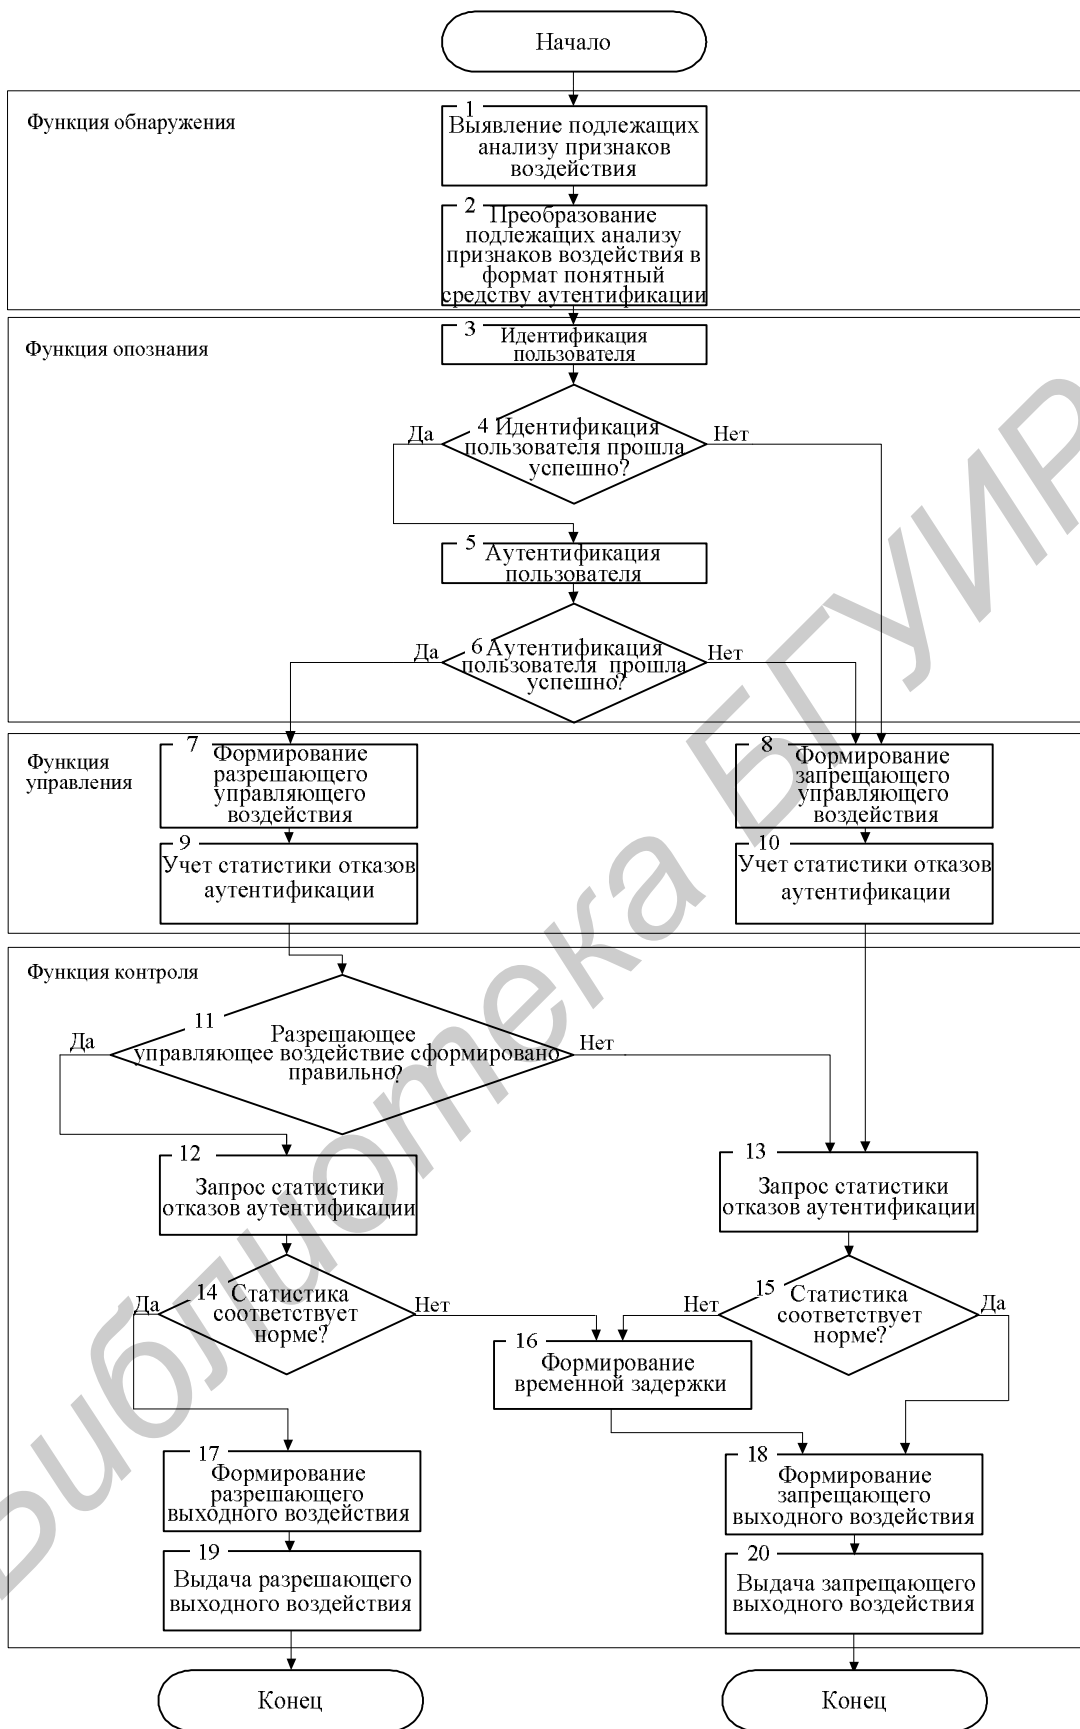 Начало
Функция обнаружения
1
Выявление подлежащих
анализу признаков
воздействия
2
Преобразование
подлежащих анализу
признаков воздействия в
формат понятный
средству аутентификации
Функция опознания
3
Идентификация
пользователя
Да
4 Идентификация
Нет
пользователя прошла
успешно?
5
Аутентификация
пользователя
Да
6 Аутентификация
Нет
пользователя прошла
успешно?
Функция
управления
7
Формирование
разрешающего
управляющего
воздействия
8
Формирование
запрещающего
управляющего
воздействия
9
Учет статистики отказов
аутентификации
10
Учет статистики отказов
аутентификации
Функция контроля
11
Да
Разрешающее
Нет
управляющее воздействие сформировано
правильно?
12
Запрос статистики
отказов аутентификации
13
Запрос статистики
отказов аутентификации
Да
14 Статистика
соответствует
норме?
Нет
Нет
15 Статистика
соответствует
норме?
Да
16
Формирование
временной задержки
17
Формирование
разрешающего
выходного воздействия
18
Формирование
запрещающего
выходного воздействия
19
Выдача разрешающего
выходного воздействия
20
Выдача запрещающего
выходного воздействия
Конец
Конец
Библиотека БГУИР